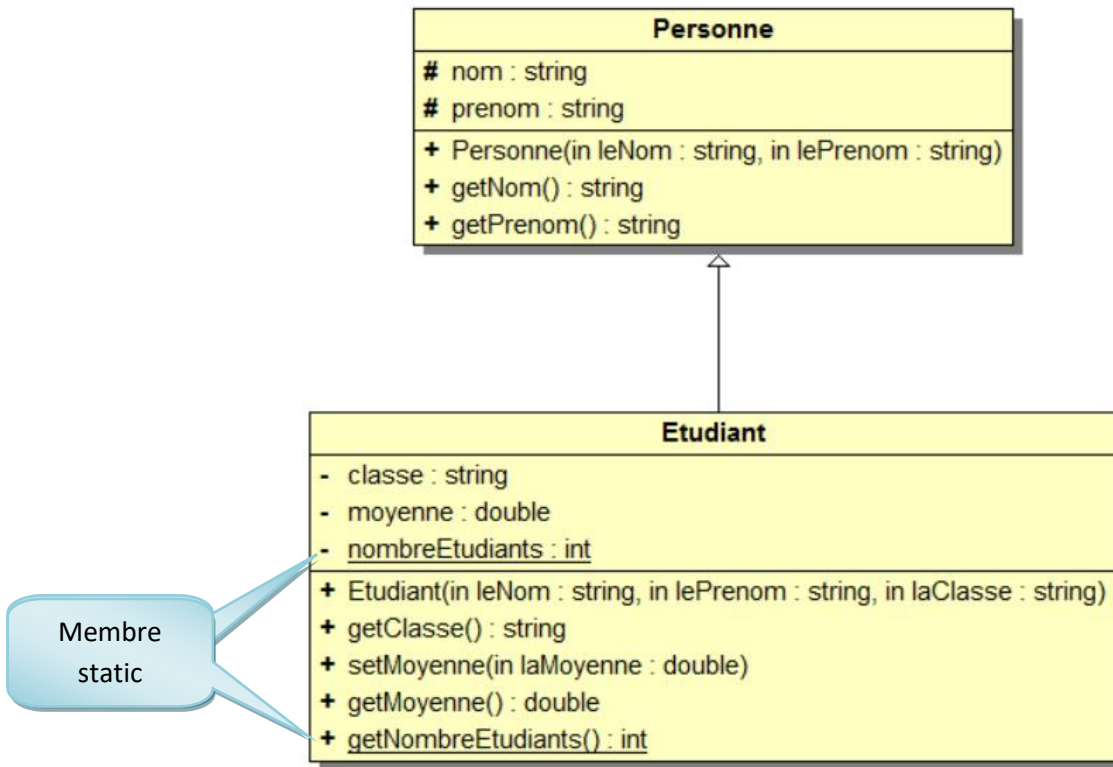 Personne
# nom : string
# prenom : string
+ Personne(in leNom : string, in lePrenom : string)
+ getNom() : string
+ getPrenom() : string
Etudiant
- classe : string
- moyenne : double
- nombreEtudiants : int
+ Etudiant(in leNom : string, in lePrenom : string, in laClasse : string)
+ getClasse() : string
+ setMoyenne(in laMoyenne : double)
+ getMoyenne() : double
+ getNombreEtudiants() : int
Membre
static